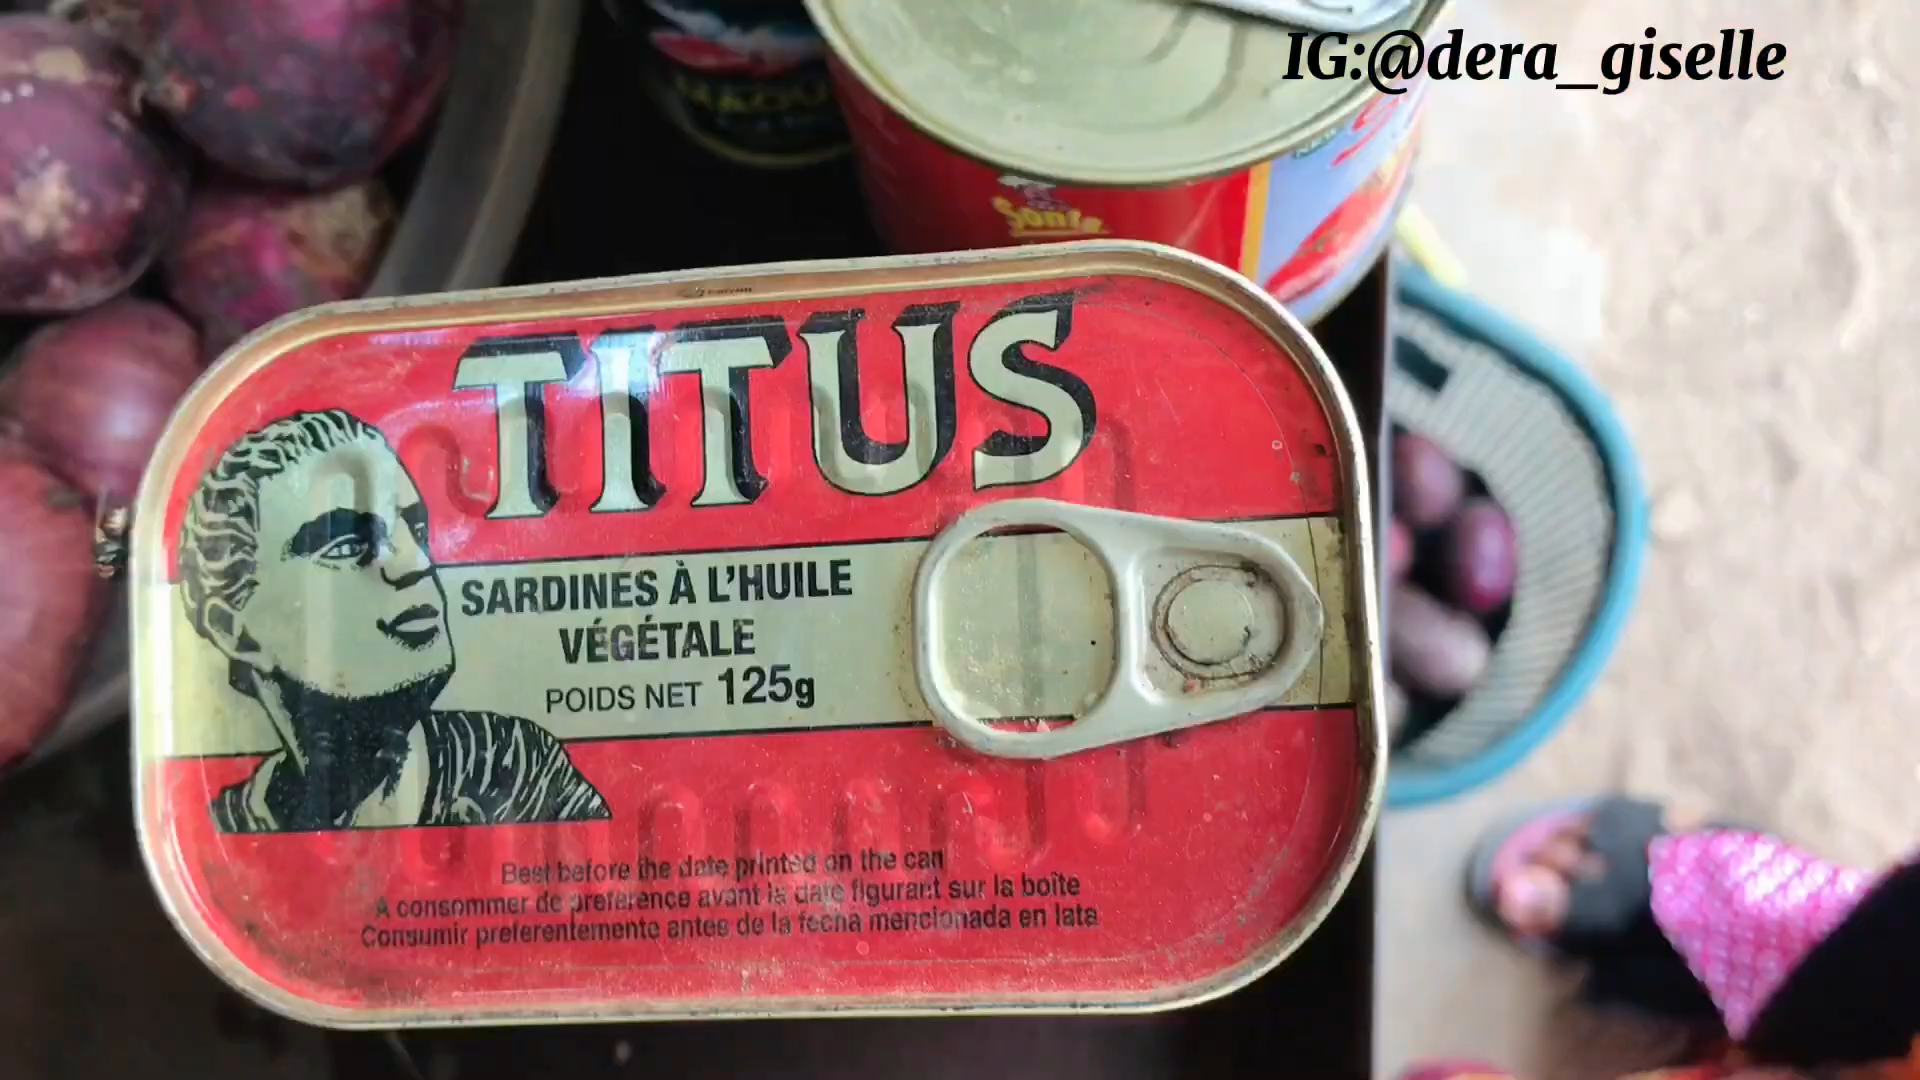 IG:@dera_giselle
TITUS
SARDINES À L'HUILE
VÉGÉTALE
POIDS NET 125g
Best before the date printed on the can
A consommer de preference avant la date figurant sur la boîte
Consumir preferentemente antes de la fecha mencionada en lata